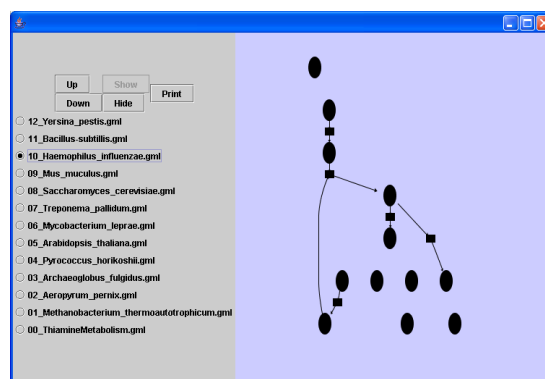 Up
Show
Print
Down
Hide
12_Yersina_pestis.gml
11_Bacillus-subtillis.gml
10_Haemophilus_influenzae.gml
09_Mus_muculus.gml
08_Saccharomyces_cerevisiae.gml
07_Treponema_pallidum.gml
06_Mycobacterium_leprae.gml
05_Arabidopsis_thaliana.gml
04_Pyrococcus_horikoshii.gml
03_Archaeoglobus_fulgidus.gml
02_Aeropyrum_pernix.gml
01_Methanobacterium_thermoautotrophicum.gml
00_ThiamineMetabolism.gml